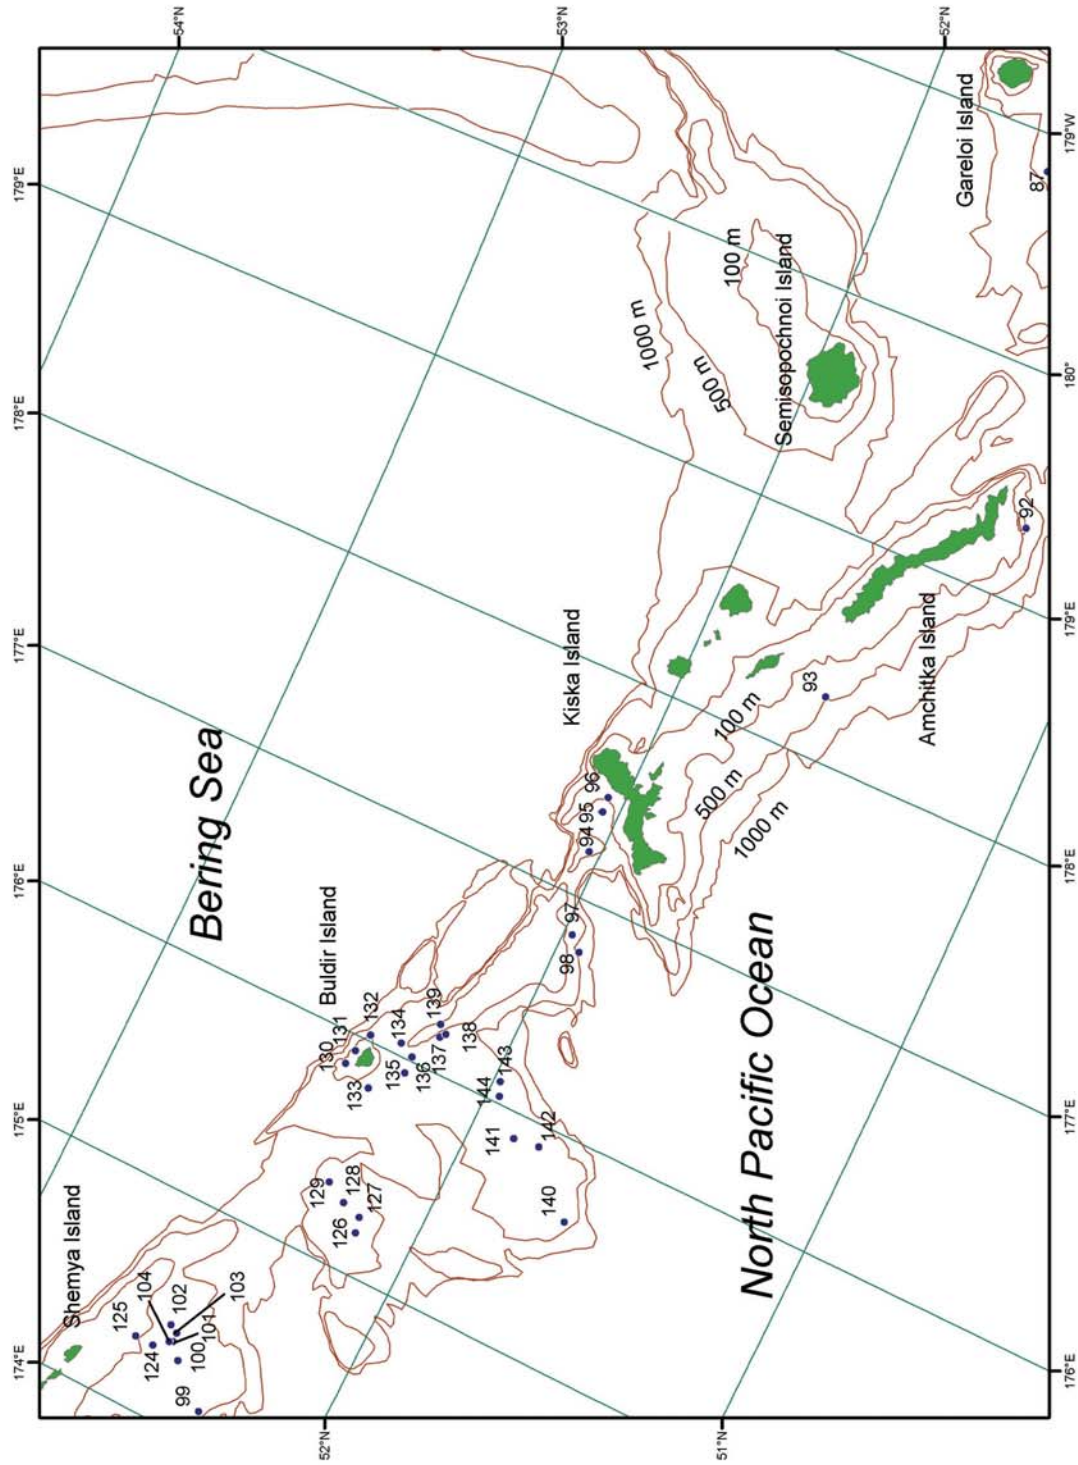 54°N
53°N
52°N
179°E
178°E
177°E
176°E
175°E
174°E
179°W
180°
179°E
178°E
177°E
176°E
52°N
51°N
Bering Sea
North Pacific Ocean
Gareloi Island
87
Semisopochnoi Island
100 m
500 m
1000 m
Amchitka Island
92
93
100 m
500 m
1000 m
Kiska Island
96
95
94
97
98
Buldir Island
130
131
132
133
134
135
136
137
138
139
140
141
142
143
144
126
127
128
129
Shemya Island
125
124
104
102
103
101
100
99